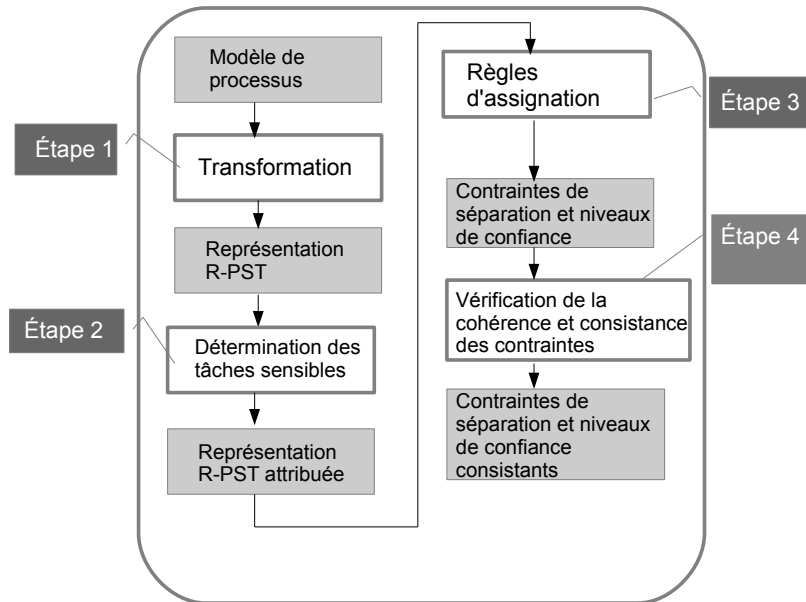 Modèle de
processus
Étape 1
Transformation
Représentation
R-PST
Étape 2
Détermination des
tâches sensibles
Représentation
R-PST attribuée
Règles
d'assignation
Étape 3
Contraintes de
séparation et niveaux
de confiance
Étape 4
Vérification de la
cohérence et consistance
des contraintes
Contraintes de
séparation et niveaux
de confiance
consistants